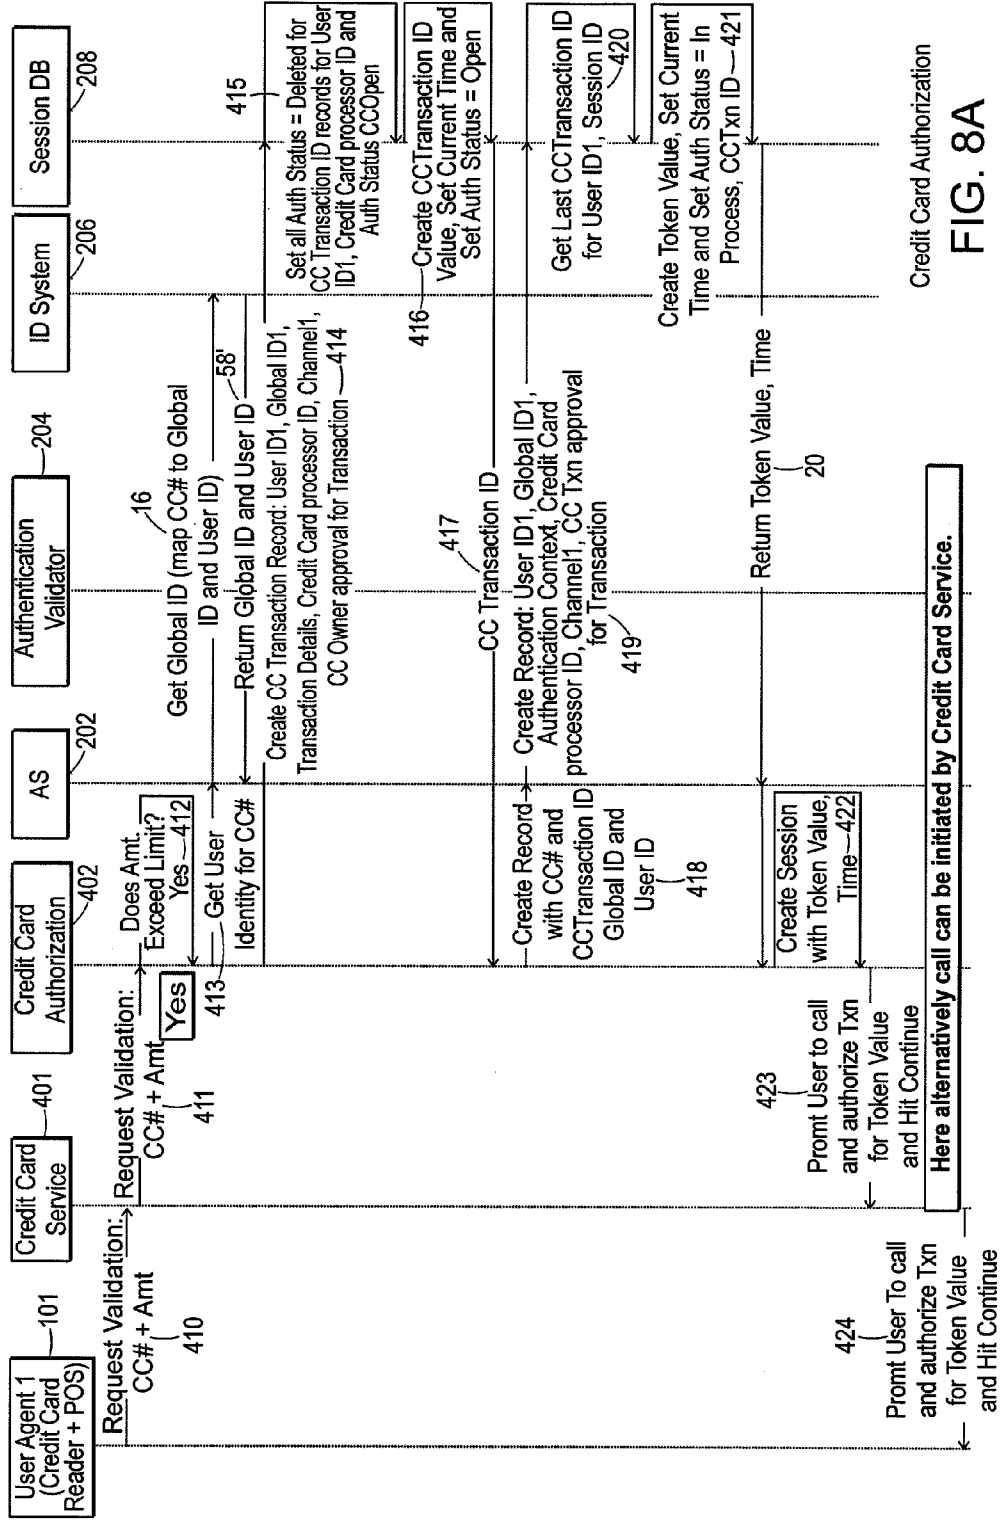 User Agent 1
(Credit Card
Reader + POS)
101
Credit Card
Service
401
Credit Card
Authorization
402
AS
202
Authentication
Validator
204
ID System
206
Session DB
208
Request Validation:
CC# + Amt
410
Request Validation:
CC# + Amt
411
Does Amt.
Exceed Limit?
Yes 412
Yes
413
Get User
Identity for CC#
16
Get Global ID (map CC# to Global
ID and User ID)
Return Global ID and User ID
58'
Create CC Transaction Record: User ID1, Global ID1,
Transaction Details, Credit Card processor ID, Channel1,
CC Owner approval for Transaction 414
415
Set all Auth Status = Deleted for
CC Transaction ID records for User
ID1, Credit Card processor ID and
Auth Status CCOpen
416 Create CCTransaction ID
Value, Set Current Time and
Set Auth Status = Open
417
CC Transaction ID
Create Record
with CC# and
CCTransaction ID
Global ID and
User ID
418
Create Record: User ID1, Global ID1,
Authentication Context, Credit Card
processor ID, Channel1, CC Txn approval
for Transaction
419
Get Last CCTransaction ID
for User ID1, Session ID
420
Create Token Value, Set Current
Time and Set Auth Status = In
Process, CCTxn ID 421
Return Token Value, Time
20
Create Session
with Token Value,
Time 422
423
Promt User to call
and authorize Txn
for Token Value
and Hit Continue
Here alternatively call can be initiated by Credit Card Service.
424
Promt User To call
and authorize Txn
for Token Value
and Hit Continue
Credit Card Authorization
FIG. 8A